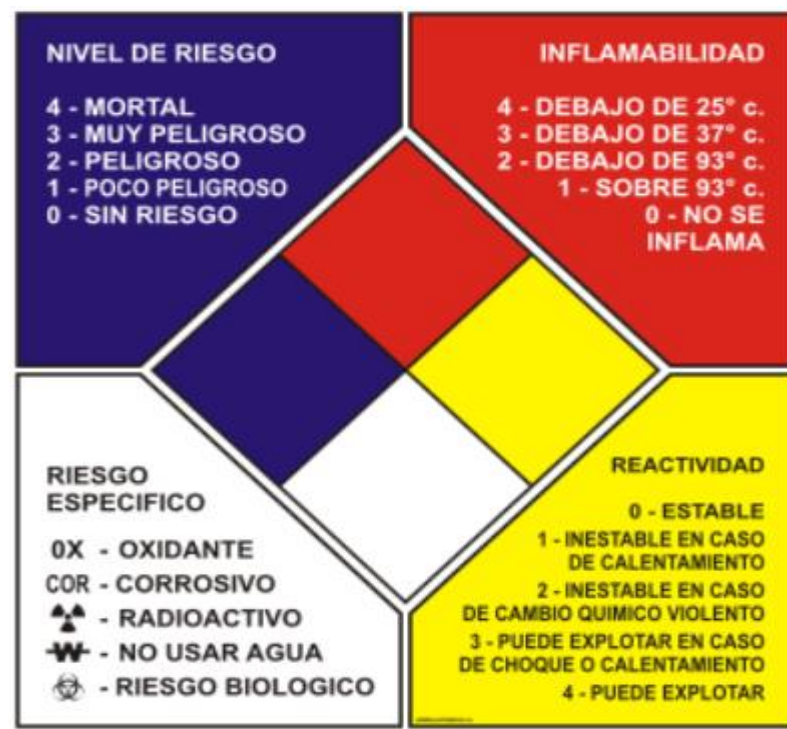 NIVEL DE RIESGO
4 - MORTAL
3 - MUY PELIGROSO
2 - PELIGROSO
1 - POCO PELIGROSO
0 - SIN RIESGO
INFLAMABILIDAD
4 - DEBAJO DE 25° c.
3 - DEBAJO DE 37° c.
2 - DEBAJO DE 93° c.
1 - SOBRE 93° c.
0 - NO SE
INFLAMA
RIESGO
ESPECIFICO
0X - OXIDANTE
COR - CORROSIVO
- RADIOACTIVO
W - NO USAR AGUA
- RIESGO BIOLOGICO
REACTIVIDAD
0 - ESTABLE
1 - INESTABLE EN CASO
DE CALENTAMIENTO
2 - INESTABLE EN CASO
DE CAMBIO QUIMICO VIOLENTO
3 - PUEDE EXPLOTAR EN CASO
DE CHOQUE O CALENTAMIENTO
4 - PUEDE EXPLOTAR